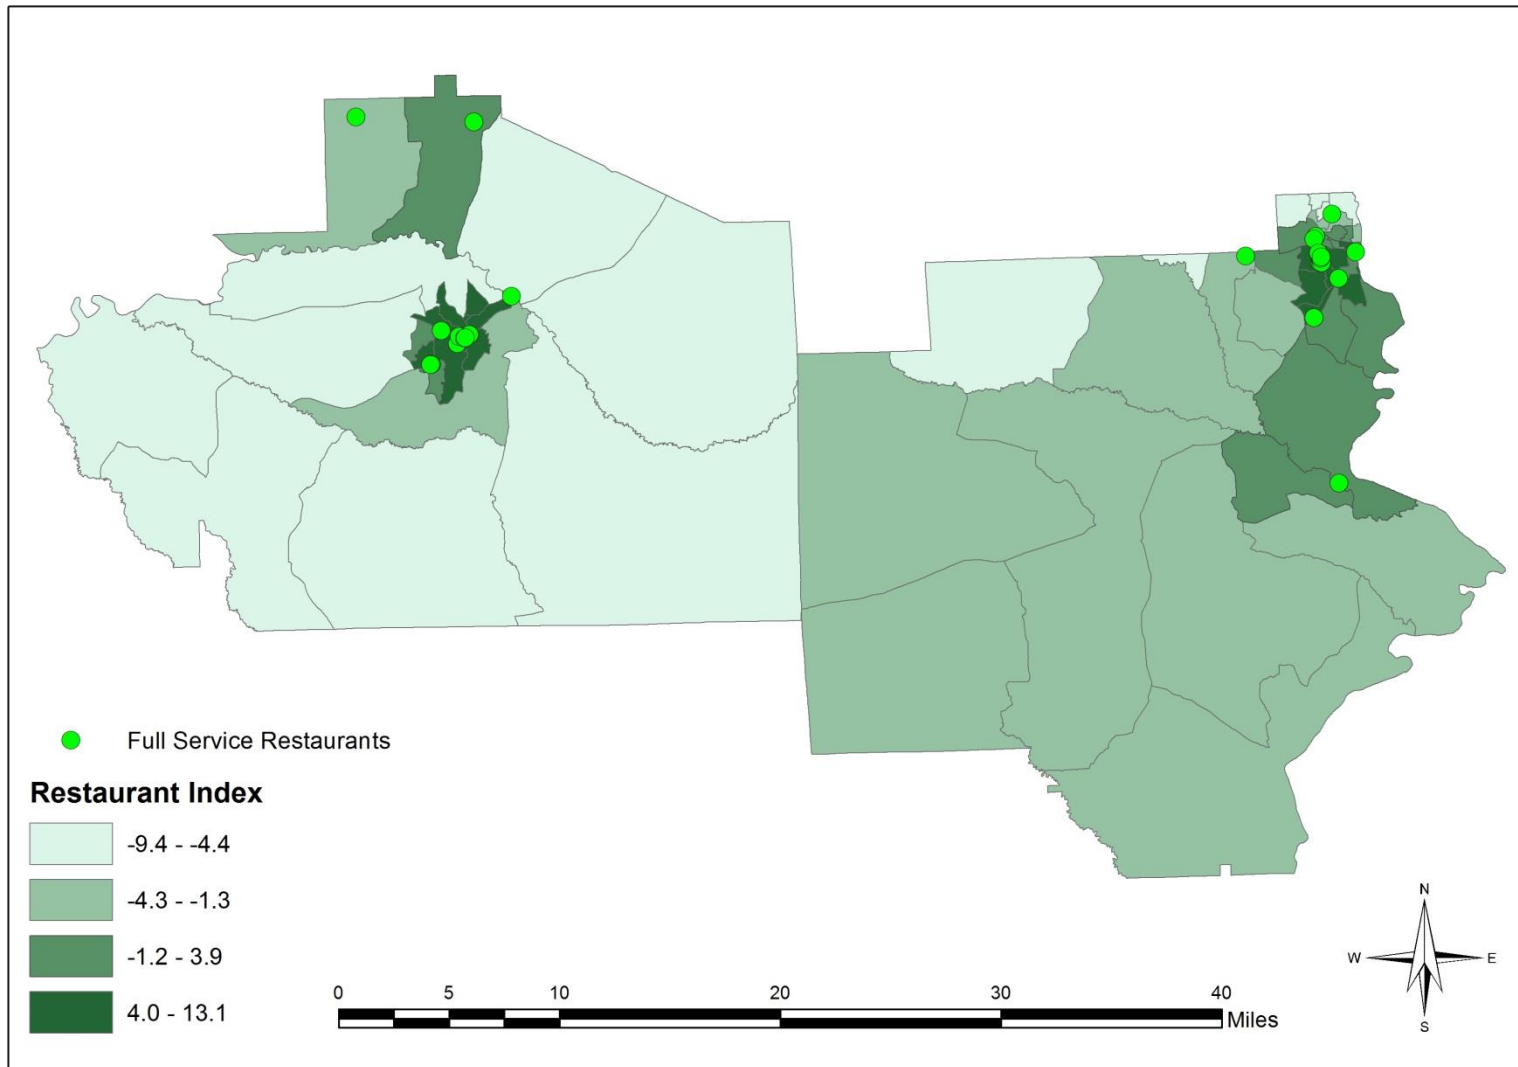 Full Service Restaurants
Restaurant Index
-9.4 - -4.4
-4.3 - -1.3
-1.2 - 3.9
4.0 - 13.1
0 5 10 20 30 40
Miles
N
W E
S